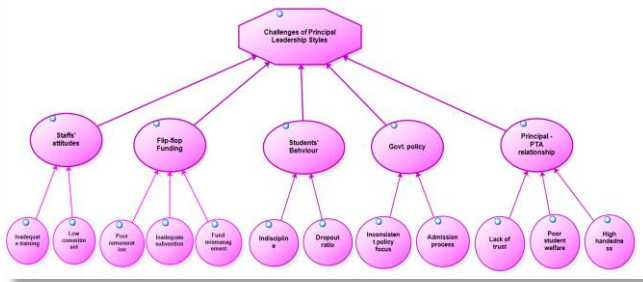 Challenges of Principal
Leadership Styles
Staffs'
attitudes
Flip-flop
Funding
Students'
Behviour
Govt. policy
Principal -
PTA
relationship
Inadequat
e training
Low
commitm
ent
Poor
remunerat
ion
Inadequate
subvention
Fund
mismanag
ement
Indisciplin
e
Dropout
ratio
Inconsisten
t policy
focus
Admission
process
Lack of
trust
Poor
student
welfare
High
handedne
ss